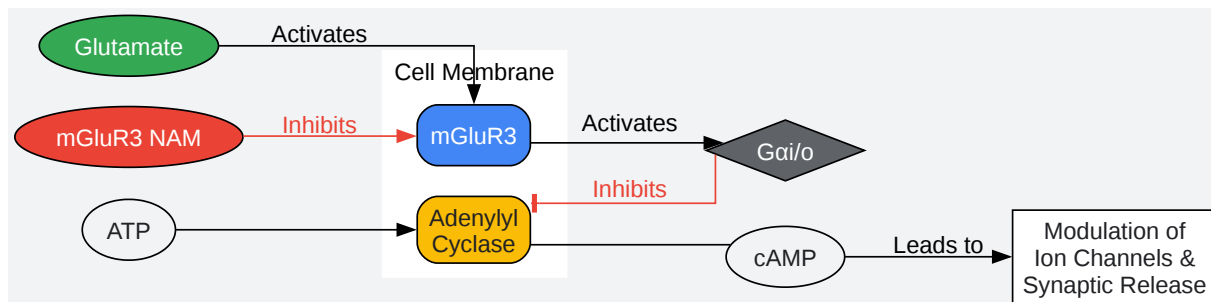 Glutamate
Activates
Cell Membrane
mGluR3 NAM
Inhibits
mGluR3
Activates
Gαi/o
Inhibits
ATP
Adenylyl
Cyclase
cAMP
Leads to
Modulation of
Ion Channels &
Synaptic Release